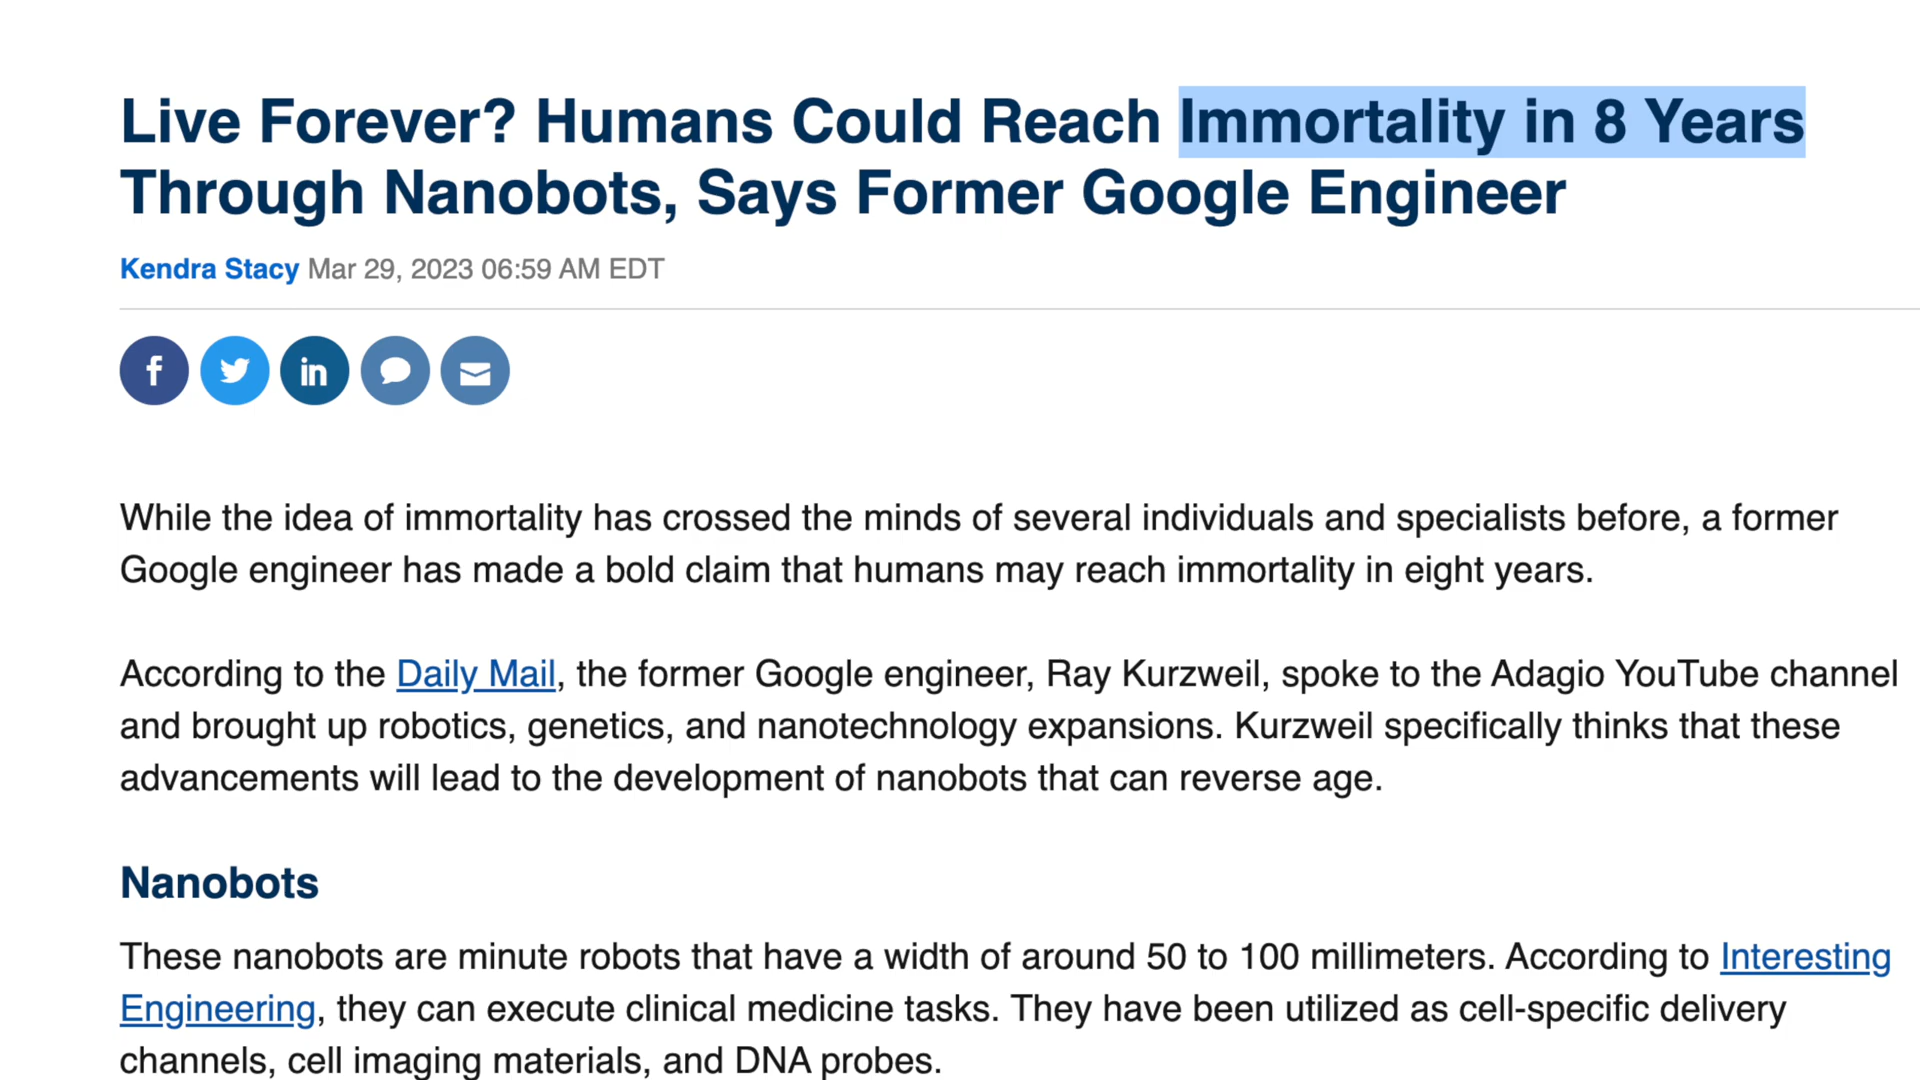 Live Forever? Humans Could Reach Immortality in 8 Years
Through Nanobots, Says Former Google Engineer
Kendra Stacy Mar 29, 2023 06:59 AM EDT
f in
While the idea of immortality has crossed the minds of several individuals and specialists before, a former
Google engineer has made a bold claim that humans may reach immortality in eight years.
According to the Daily Mail, the former Google engineer, Ray Kurzweil, spoke to the Adagio YouTube channel
and brought up robotics, genetics, and nanotechnology expansions. Kurzweil specifically thinks that these
advancements will lead to the development of nanobots that can reverse age.
Nanobots
These nanobots are minute robots that have a width of around 50 to 100 millimeters. According to Interesting
Engineering, they can execute clinical medicine tasks. They have been utilized as cell-specific delivery
channels, cell imaging materials, and DNA probes.